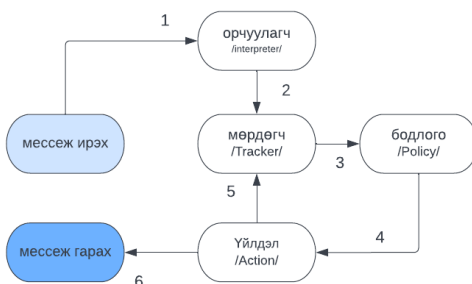 1
орчуулагч
/interpreter/
2
мессеж ирэх
мөрдөгч
/Tracker/
3
бодлого
/Policy/
5
4
мессеж гарах
Үйлдэл
/Action/
6